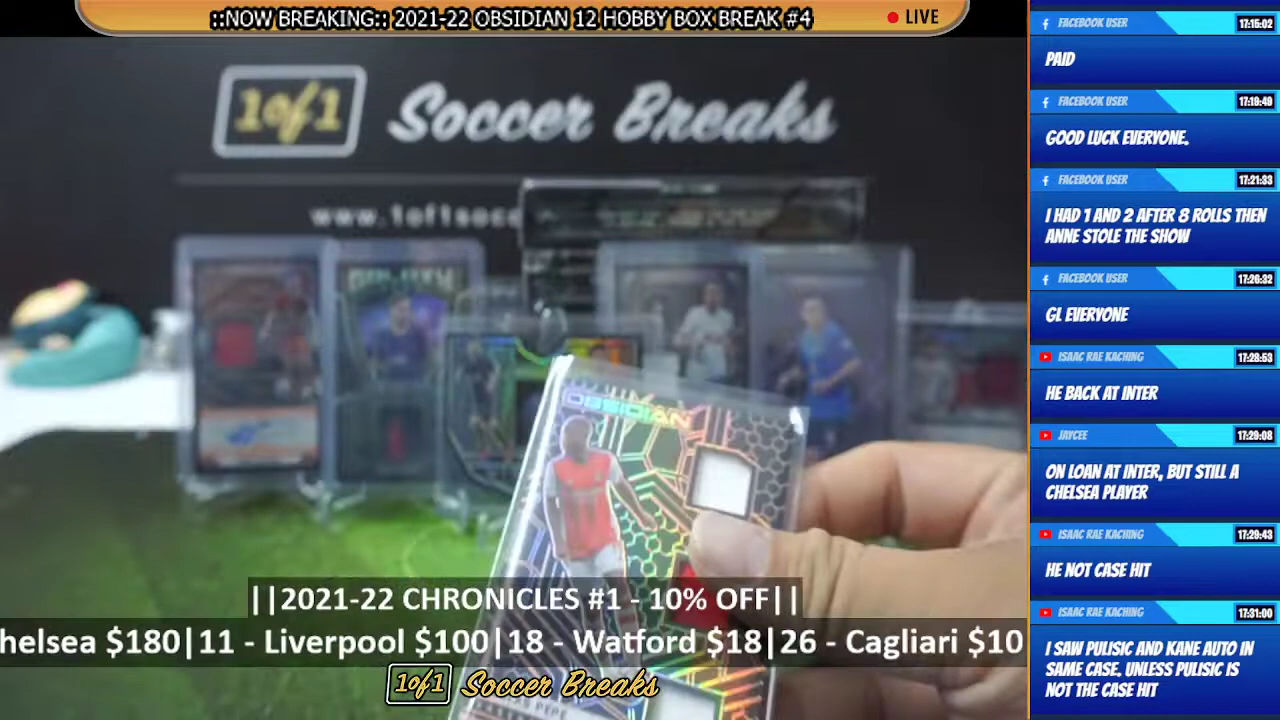 ::NOW BREAKING:: 2021-22 OBSIDIAN 12 HOBBY BOX BREAK #4
LIVE
1of1 Soccer Breaks
www.1of1socc
OBSIDIAN
PEPE
||2021-22 CHRONICLES #1 - 10% OFF||
helsea $180|11 - Liverpool $100|18 - Watford $18|26 - Cagliari $10
1of1 Soccer Breaks
FACEBOOK USER 17:15:02
PAID
FACEBOOK USER 17:19:49
GOOD LUCK EVERYONE.
FACEBOOK USER 17:21:33
I HAD 1 AND 2 AFTER 8 ROLLS THEN
ANNE STOLE THE SHOW
FACEBOOK USER 17:26:32
GL EVERYONE
ISAAC RAE KACHING 17:28:53
HE BACK AT INTER
JAYCEE 17:29:08
ON LOAN AT INTER, BUT STILL A
CHELSEA PLAYER
ISAAC RAE KACHING 17:29:43
HE NOT CASE HIT
ISAAC RAE KACHING 17:31:00
I SAW PULISIC AND KANE AUTO IN
SAME CASE. UNLESS PULISIC IS
NOT THE CASE HIT